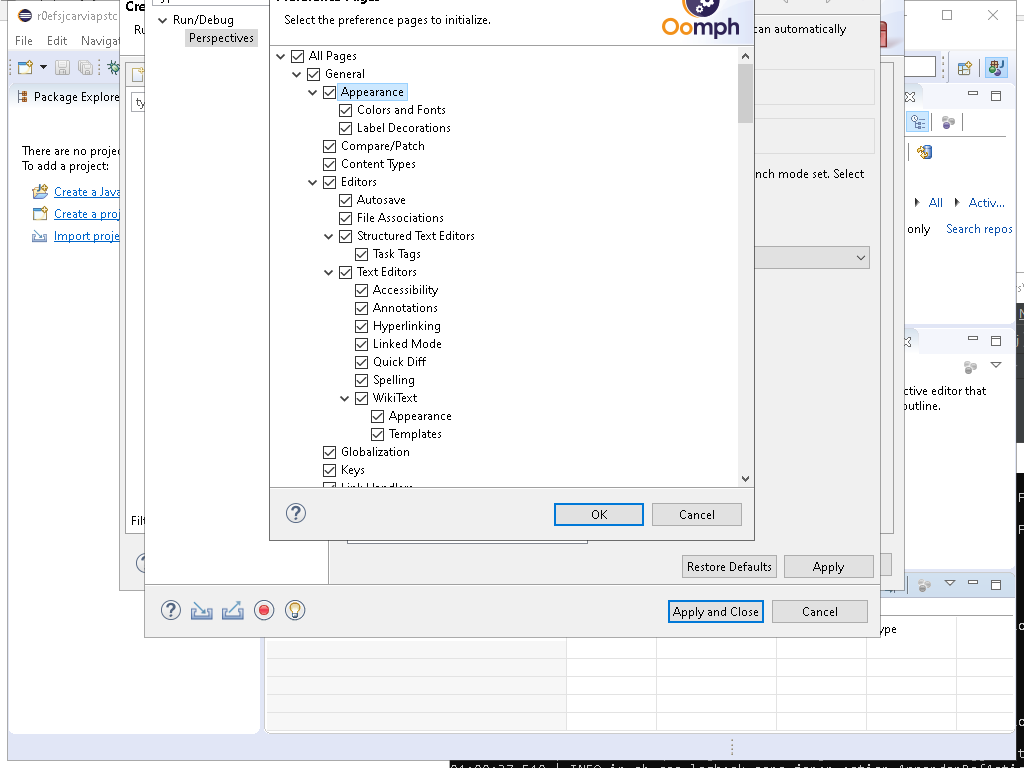 r0efsjcarviapstc
Cre
Run/Debug
Select the preference pages to initialize.
Oomph
can automatically
File Edit Navigat
Perspectives
All Pages
General
Package Explore
Appearance
Colors and Fonts
Label Decorations
There are no projec
Compare/Patch
To add a project:
Content Types
nch mode set. Select
Editors
Create a Java
Autosave
All Activ...
Create a proj
File Associations
only Search repos
Import proje
Structured Text Editors
Task Tags
Text Editors
Accessibility
Annotations
Hyperlinking
Linked Mode
Quick Diff
Spelling
ctive editor that
WikiText
outline.
Appearance
Templates
Globalization
Keys
Link Handlers
OK
Cancel
Filt
Restore Defaults
Apply
Apply and Close
Cancel
ype